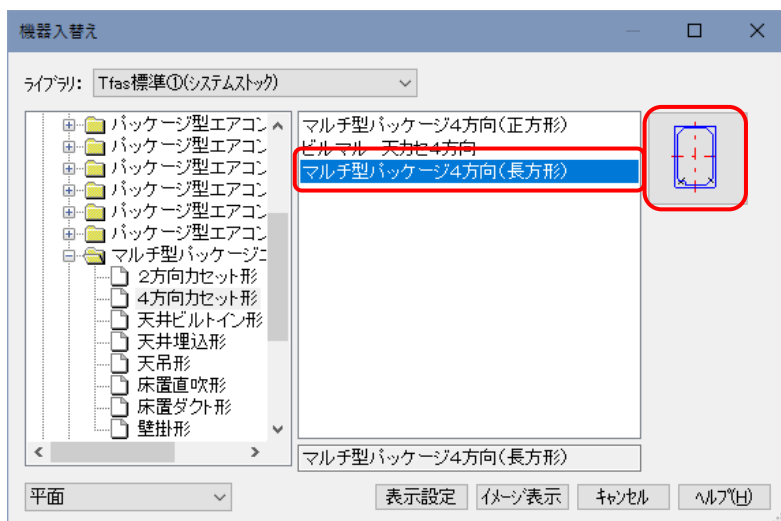 機器入替え
ライブラリ: Tfas標準①(システムストック)
パッケージ型エアコン
パッケージ型エアコン
パッケージ型エアコン
パッケージ型エアコン
パッケージ型エアコン
パッケージ型エアコン
マルチ型パッケージエ
2方向カセット形
4方向カセット形
天井ビルトイン形
天井埋込形
天吊形
床置直吹形
床置ダクト形
壁掛形
マルチ型パッケージ4方向(正方形)
ビルマル 天カセ4方向
マルチ型パッケージ4方向(長方形)
マルチ型パッケージ4方向(長方形)
平面
表示設定
イメージ表示
キャンセル
ヘルプ(H)